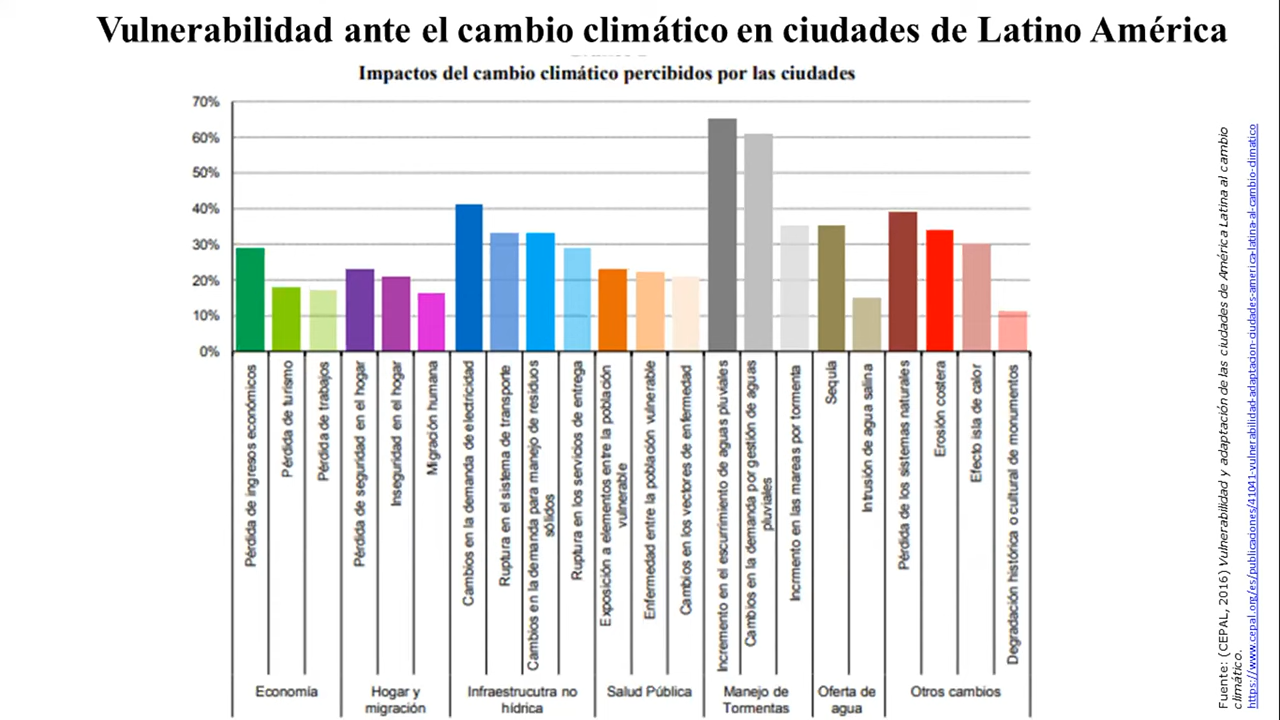 Vulnerabilidad ante el cambio climático en ciudades de Latino América
Impactos del cambio climático percibidos por las ciudades
70%
60%
50%
40%
30%
20%
10%
0%
Pérdida de ingresos económicos
Pérdida de turismo
Pérdida de trabajos
Pérdida de seguridad en el hogar
Inseguridad en el hogar
Migración humana
Cambios en la demanda de electricidad
Ruptura en el sistema de transporte
Cambios en la demanda para manejo de residuos
sólidos
Ruptura en los servicios de entrega
Exposición a elementos entre la población
vulnerable
Enfermedad entre la población vulnerable
Cambios en los vectores de enfermedad
Incremento en el escurrimiento de aguas pluviales
Cambios en la demanda por gestión de aguas
pluviales
Incrmento en las mareas por tormenta
Sequía
Intrusión de agua salina
Pérdida de los sistemas naturales
Erosión costera
Efecto isla de calor
Degradación histórica o cultural de monumentos
Economía
Hogar y
migración
Infraestrucutra no
hídrica
Salud Pública
Manejo de
Tormentas
Oferta de
agua
Otros cambios
Fuente: (CEPAL, 2016) Vulnerabilidad y adaptación de las ciudades de América Latina al cambio
climático.
https://www.cepal.org/es/publicaciones/41041-vulnerabilidad-adaptacion-ciudades-america-latina-al-cambio-climatico